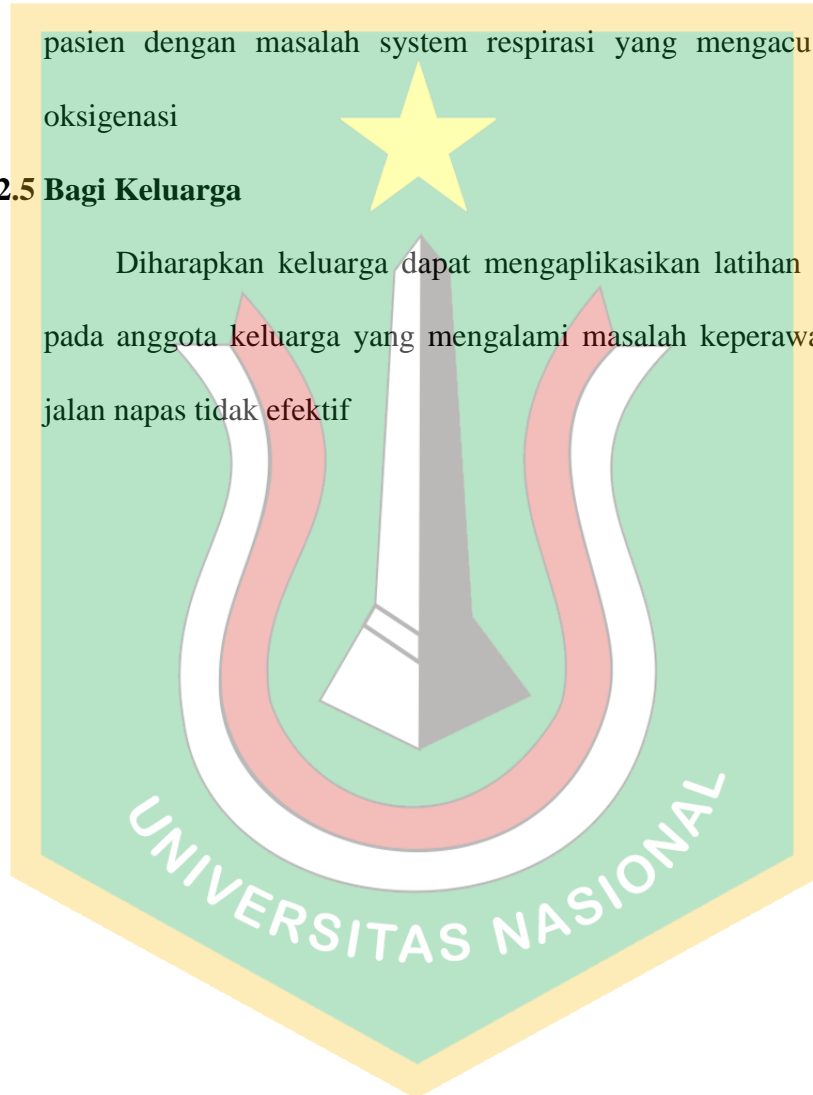 pasien dengan masalah system respirasi yang mengacu
oksigenasi
2.5 Bagi Keluarga
Diharapkan keluarga dapat mengaplikasikan latihan
pada anggota keluarga yang mengalami masalah
jalan napas tidak efektif
UNIVERSITAS NASIONAL